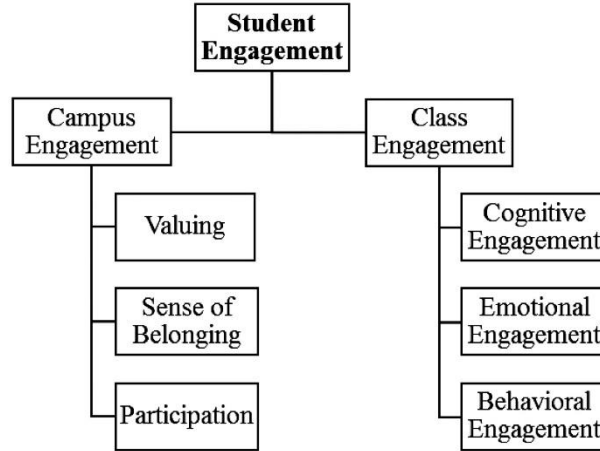 Student
Engagement
Campus
Engagement
Class
Engagement
Valuing
Cognitive
Engagement
Sense of
Belonging
Emotional
Engagement
Participation
Behavioral
Engagement